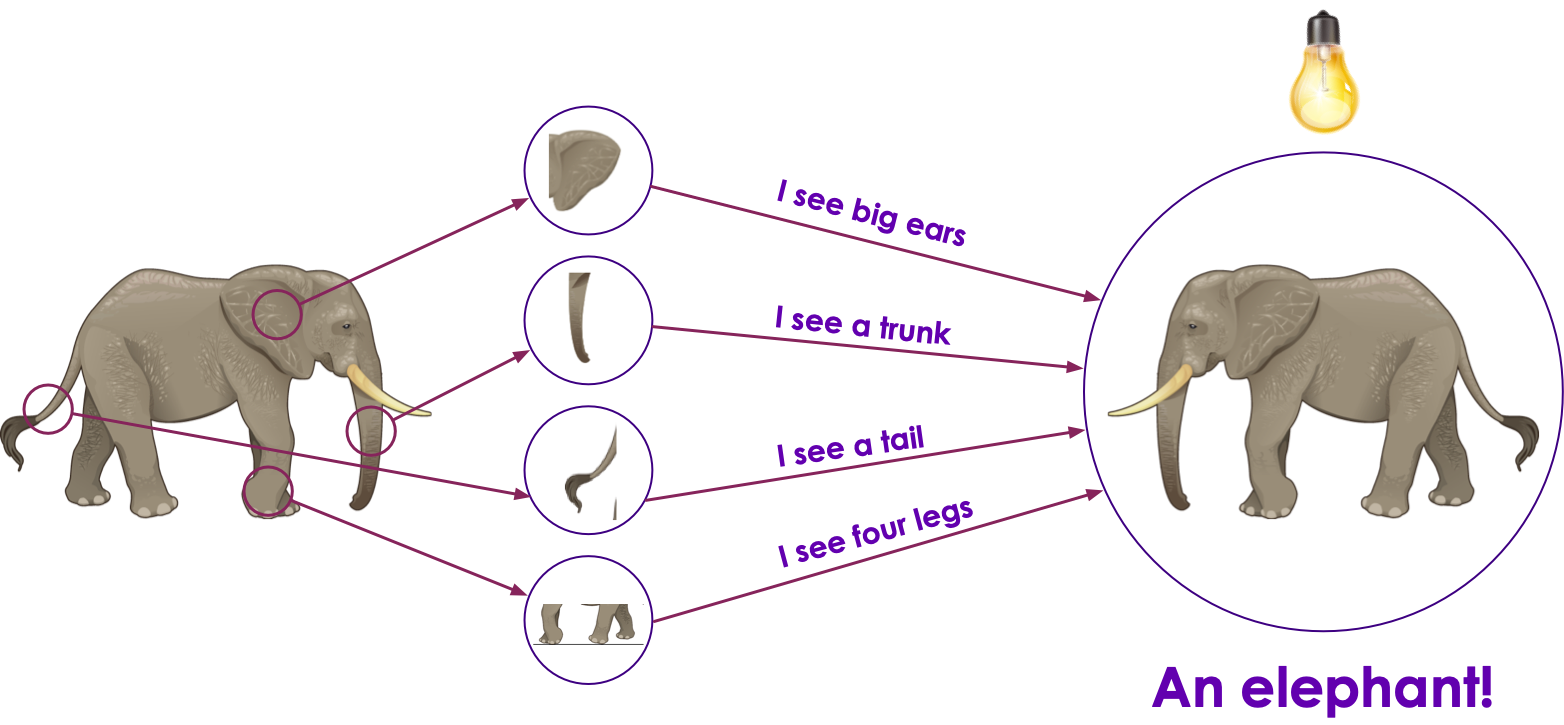 I see big ears
I see a trunk
I see a tail
I see four legs
An elephant!